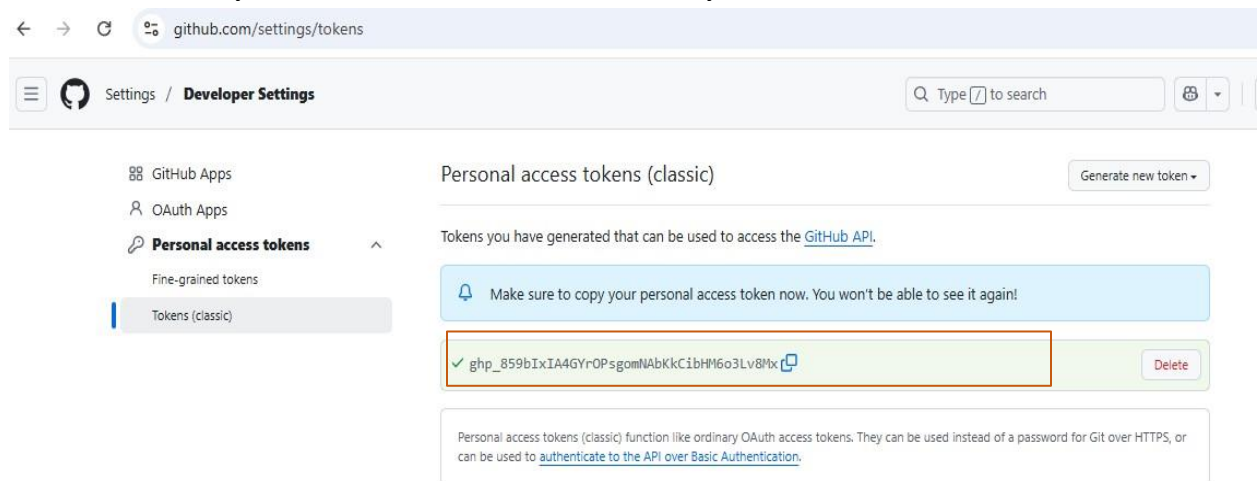 github.com/settings/tokens
Settings / Developer Settings
Type / to search
GitHub Apps
OAuth Apps
Personal access tokens
Fine-grained tokens
Tokens (classic)
Personal access tokens (classic)
Generate new token
Tokens you have generated that can be used to access the GitHub API.
Make sure to copy your personal access token now. You won't be able to see it again!
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
Delete
Personal access tokens (classic) function like ordinary OAuth access tokens. They can be used instead of a password for Git over HTTPS, or
can be used to authenticate to the API over Basic Authentication.